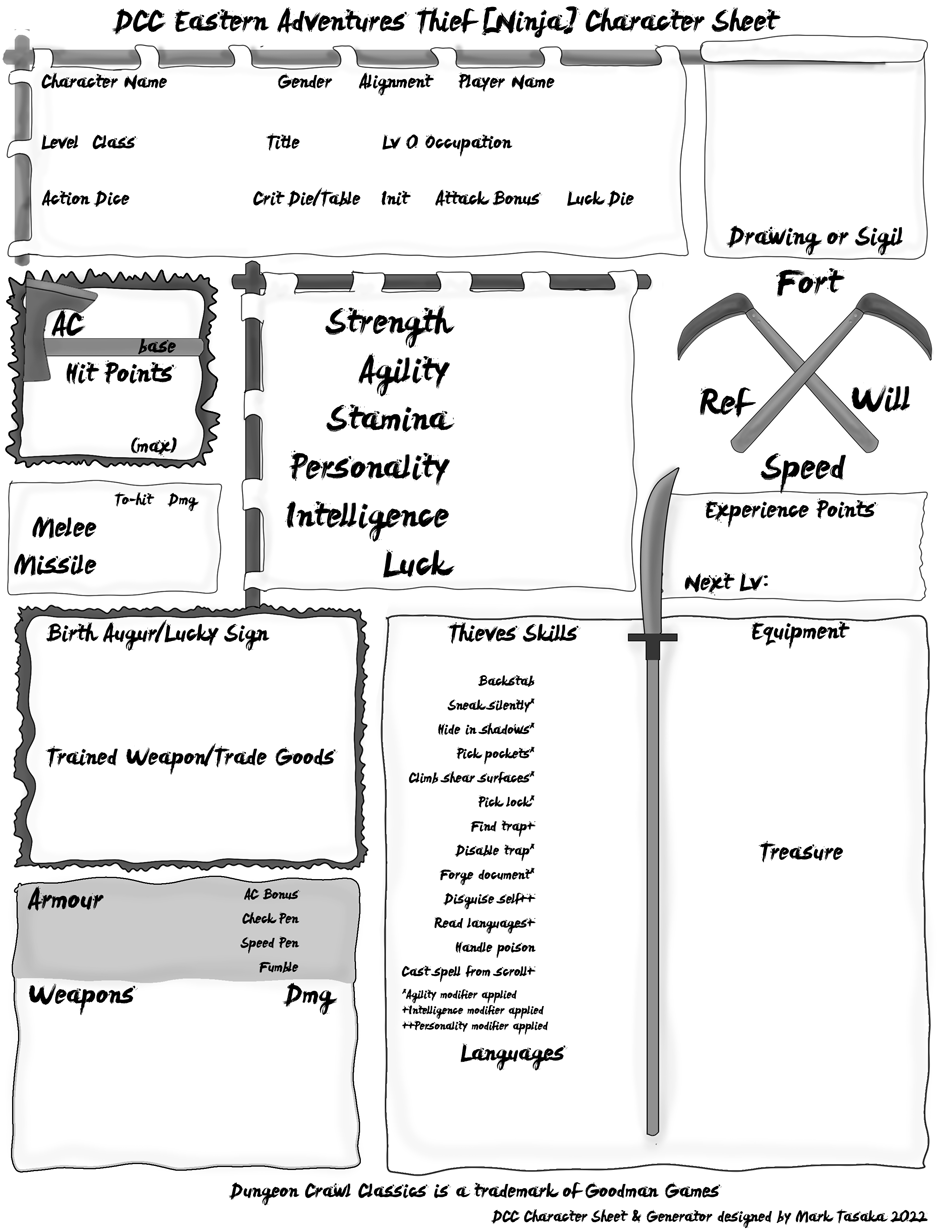 DCC Eastern Adventures Thief [Ninja] Character Sheet
Character Name Gender Alignment Player Name
Level Class Title Lv 0 Occupation
Action Dice Crit Die/Table Init Attack Bonus Luck Die
Drawing or Sigil
AC
base
Hit Points
(max)
To-hit Dmg
Melee
Missile
Strength
Agility
Stamina
Personality
Intelligence
Luck
Fort
Ref Will
Speed
Experience Points
Next Lv:
Birth Augur/Lucky Sign
Trained Weapon/Trade Goods
Armour
AC Bonus
Check Pen
Speed Pen
Fumble
Weapons Dmg
Thieves Skills
Backstab
Sneak silently*
Hide in shadows*
Pick pockets*
Climb shear surfaces*
Pick lock*
Find trap+
Disable trap*
Forge document*
Disguise self++
Read languages+
Handle poison
Cast spell from scroll+
*Agility modifier applied
+Intelligence modifier applied
++Personality modifier applied
Languages
Equipment
Treasure
Dungeon Crawl Classics is a trademark of Goodman Games
DCC Character Sheet & Generator designed by Mark Tasaka 2022